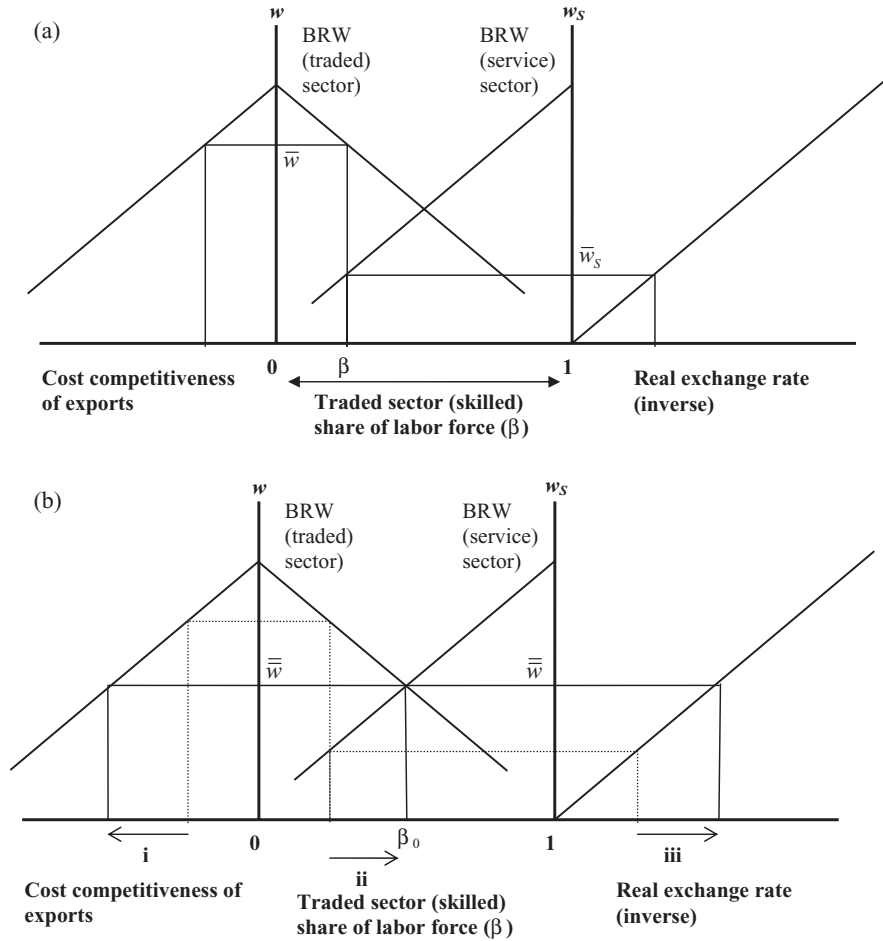 (a)
w
w_S
BRW
(traded)
sector)
BRW
(service)
sector)
w̅
w̅_S
0
β
1
Cost competitiveness
of exports
Traded sector (skilled)
share of labor force (β)
Real exchange rate
(inverse)
(b)
w
w_S
BRW
(traded)
sector)
BRW
(service)
sector)
w̿
w̿
i
0
ii
β₀
1
iii
Cost competitiveness of
exports
Traded sector (skilled)
share of labor force (β)
Real exchange rate
(inverse)